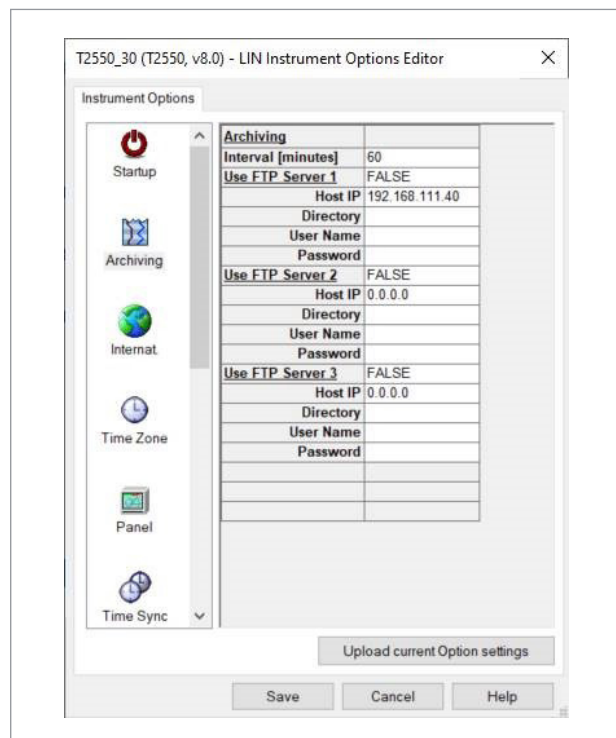 T2550_30 (T2550, v8.0) - LIN Instrument Options Editor
Instrument Options
Startup
Archiving
Internat.
Time Zone
Panel
Time Sync
Archiving
Interval [minutes] 60
Use FTP Server 1 FALSE
Host IP 192.168.111.40
Directory
User Name
Password
Use FTP Server 2 FALSE
Host IP 0.0.0.0
Directory
User Name
Password
Use FTP Server 3 FALSE
Host IP 0.0.0.0
Directory
User Name
Password
Upload current Option settings
Save Cancel Help